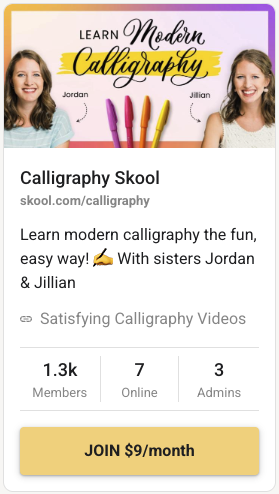 LEARN Modern
Calligraphy
Jordan
Jillian
Calligraphy Skool
skool.com/calligraphy
Learn modern calligraphy the fun,
easy way! ✍️ With sisters Jordan
& Jillian
Satisfying Calligraphy Videos
1.3k 7 3
Members Online Admins
JOIN $9/month